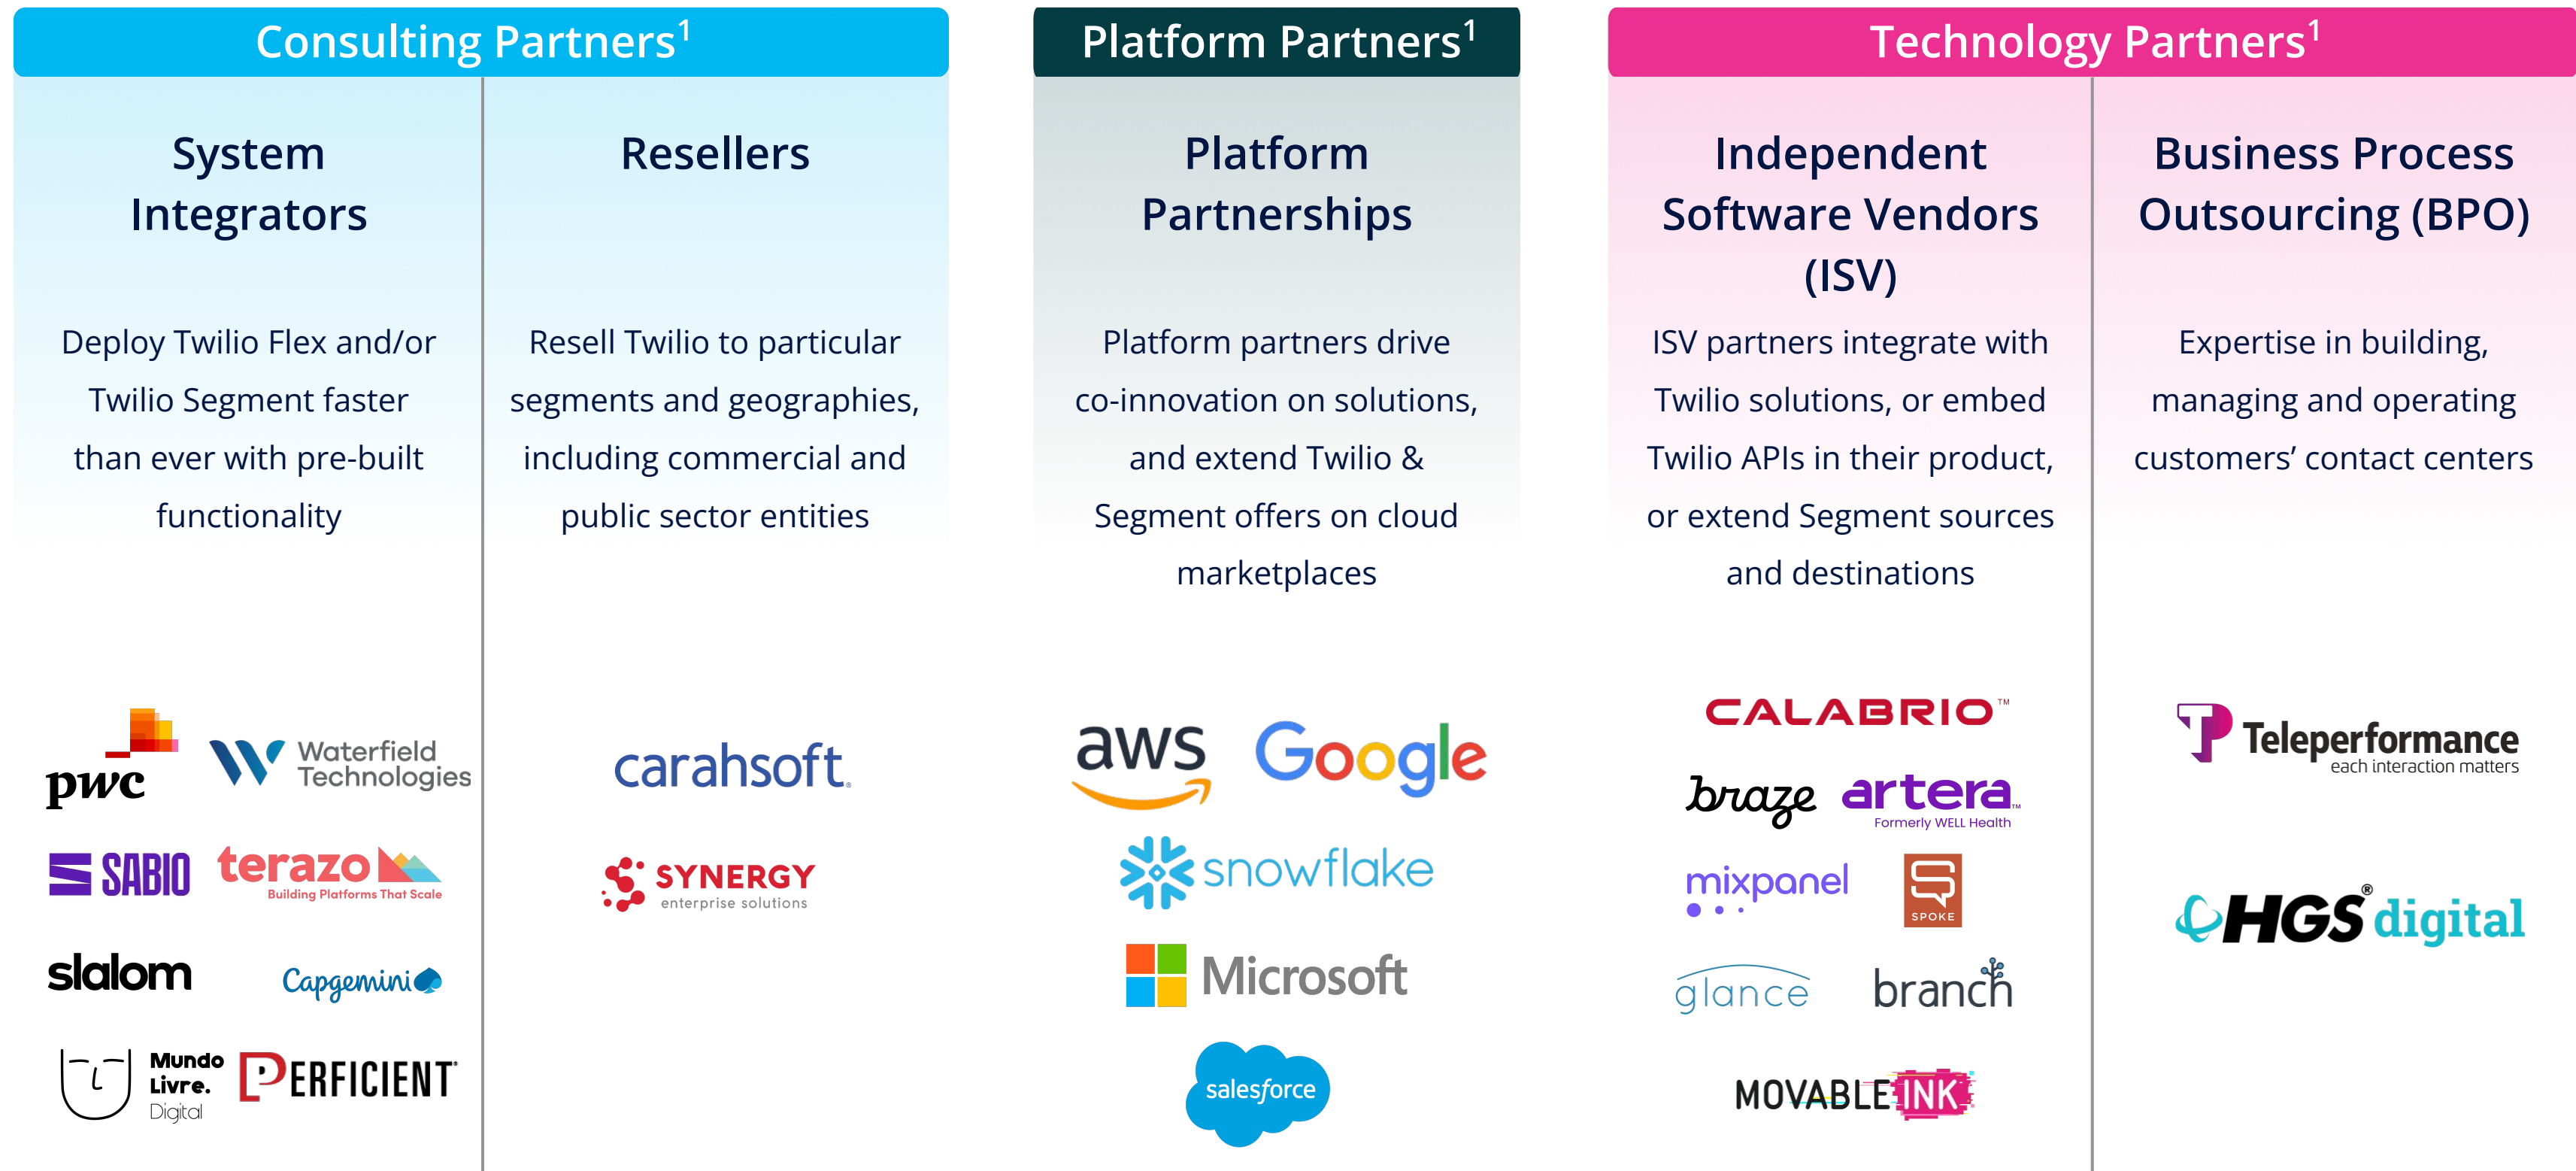 Consulting Partners1
System
Integrators
Deploy Twilio Flex and/or
Twilio Segment faster
than ever with pre-built
functionality
pwc
Waterfield
Technologies
SABIO
terazo
Building Platforms That Scale
slalom
Capgemini
Mundo
Livre.
Digital
PERFICIENT
Resellers
Resell Twilio to particular
segments and geographies,
including commercial and
public sector entities
carahsoft®
SYNERGY
enterprise solutions
Platform Partners1
Platform
Partnerships
Platform partners drive
co-innovation on solutions,
and extend Twilio &
Segment offers on cloud
marketplaces
aws
Google
snowflake
Microsoft
salesforce
Technology Partners1
Independent
Software Vendors
(ISV)
ISV partners integrate with
Twilio solutions, or embed
Twilio APIs in their product,
or extend Segment sources
and destinations
CALABRIO™
braze
artera™
Formerly WELL Health
mixpanel
SPOKE
glance
branch
MOVABLE INK
Business Process
Outsourcing (BPO)
Expertise in building,
managing and operating
customers’ contact centers
Teleperformance
each interaction matters
HGS® digital